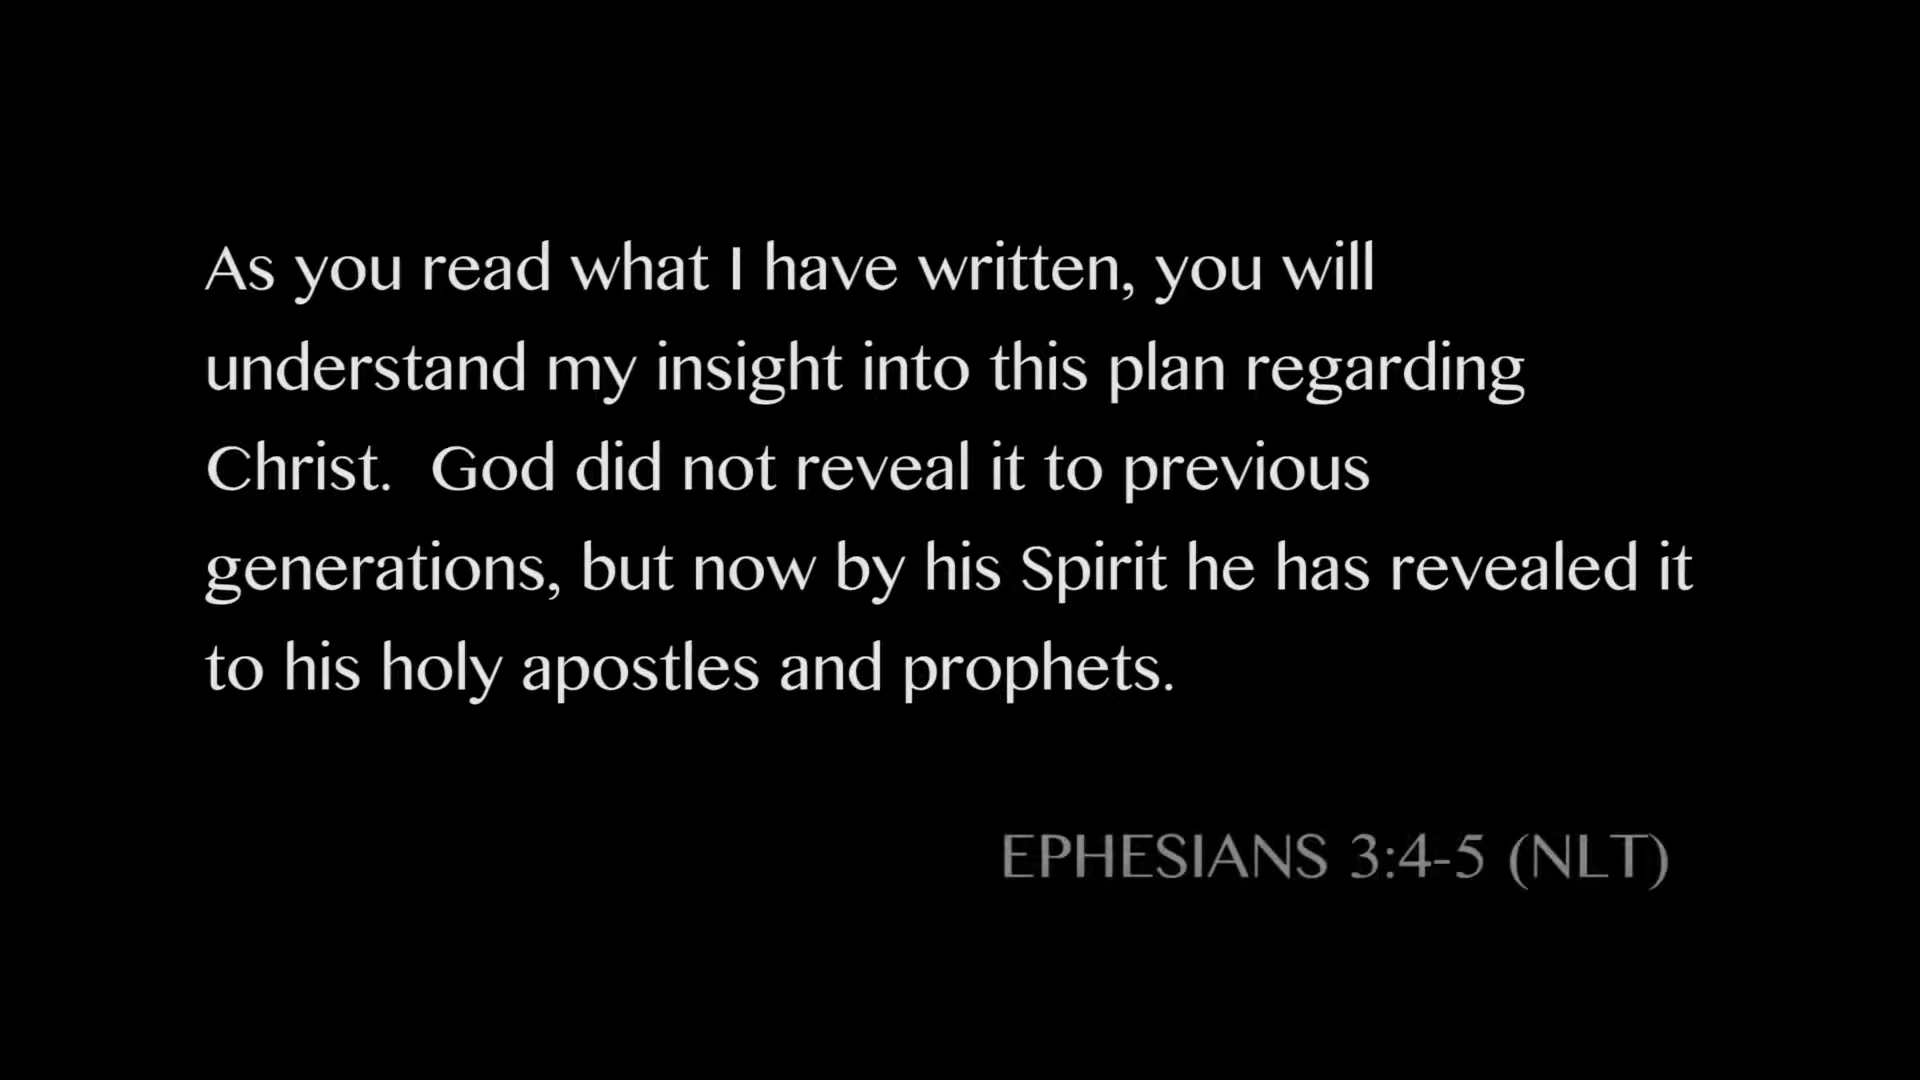 As you read what I have written, you will
understand my insight into this plan regarding
Christ.  God did not reveal it to previous
generations, but now by his Spirit he has revealed it
to his holy apostles and prophets.
EPHESIANS 3:4-5 (NLT)